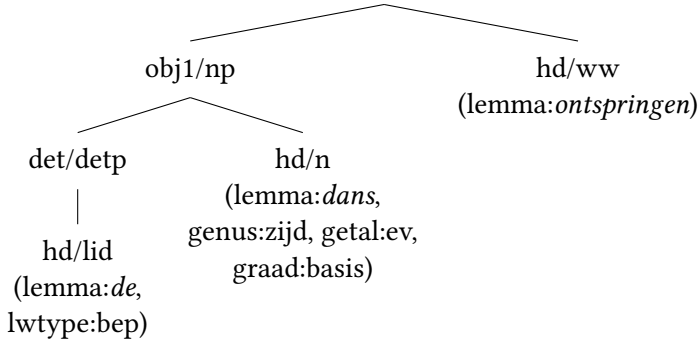 obj1/np
hd/ww
(lemma:ontspringen)
det/detp
hd/n
(lemma:dans,
genus:zijd, getal:ev,
graad:basis)
hd/lid
(lemma:de,
lwtype:bep)